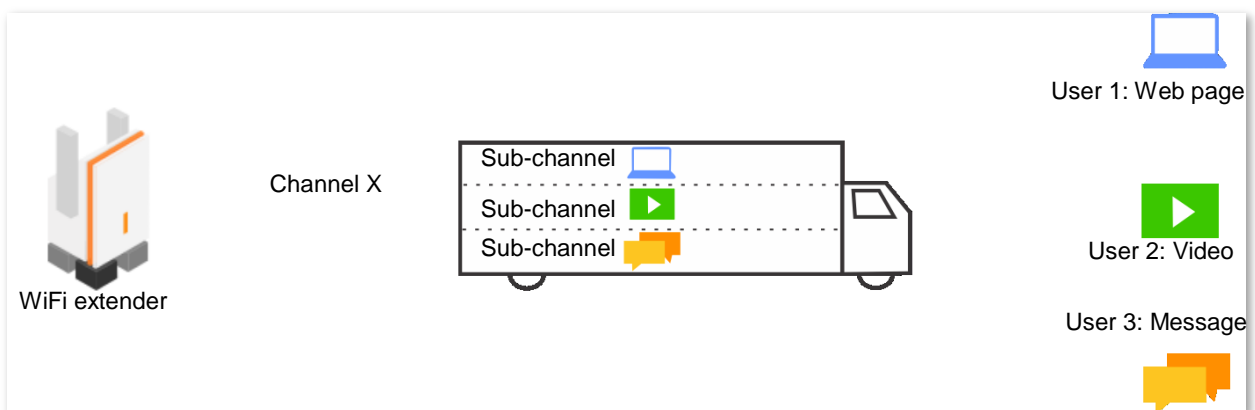 User 1: Web page
Sub-channel
Channel X
Sub-channel
Sub-channel
User 2: Video
WiFi extender
User 3: Message